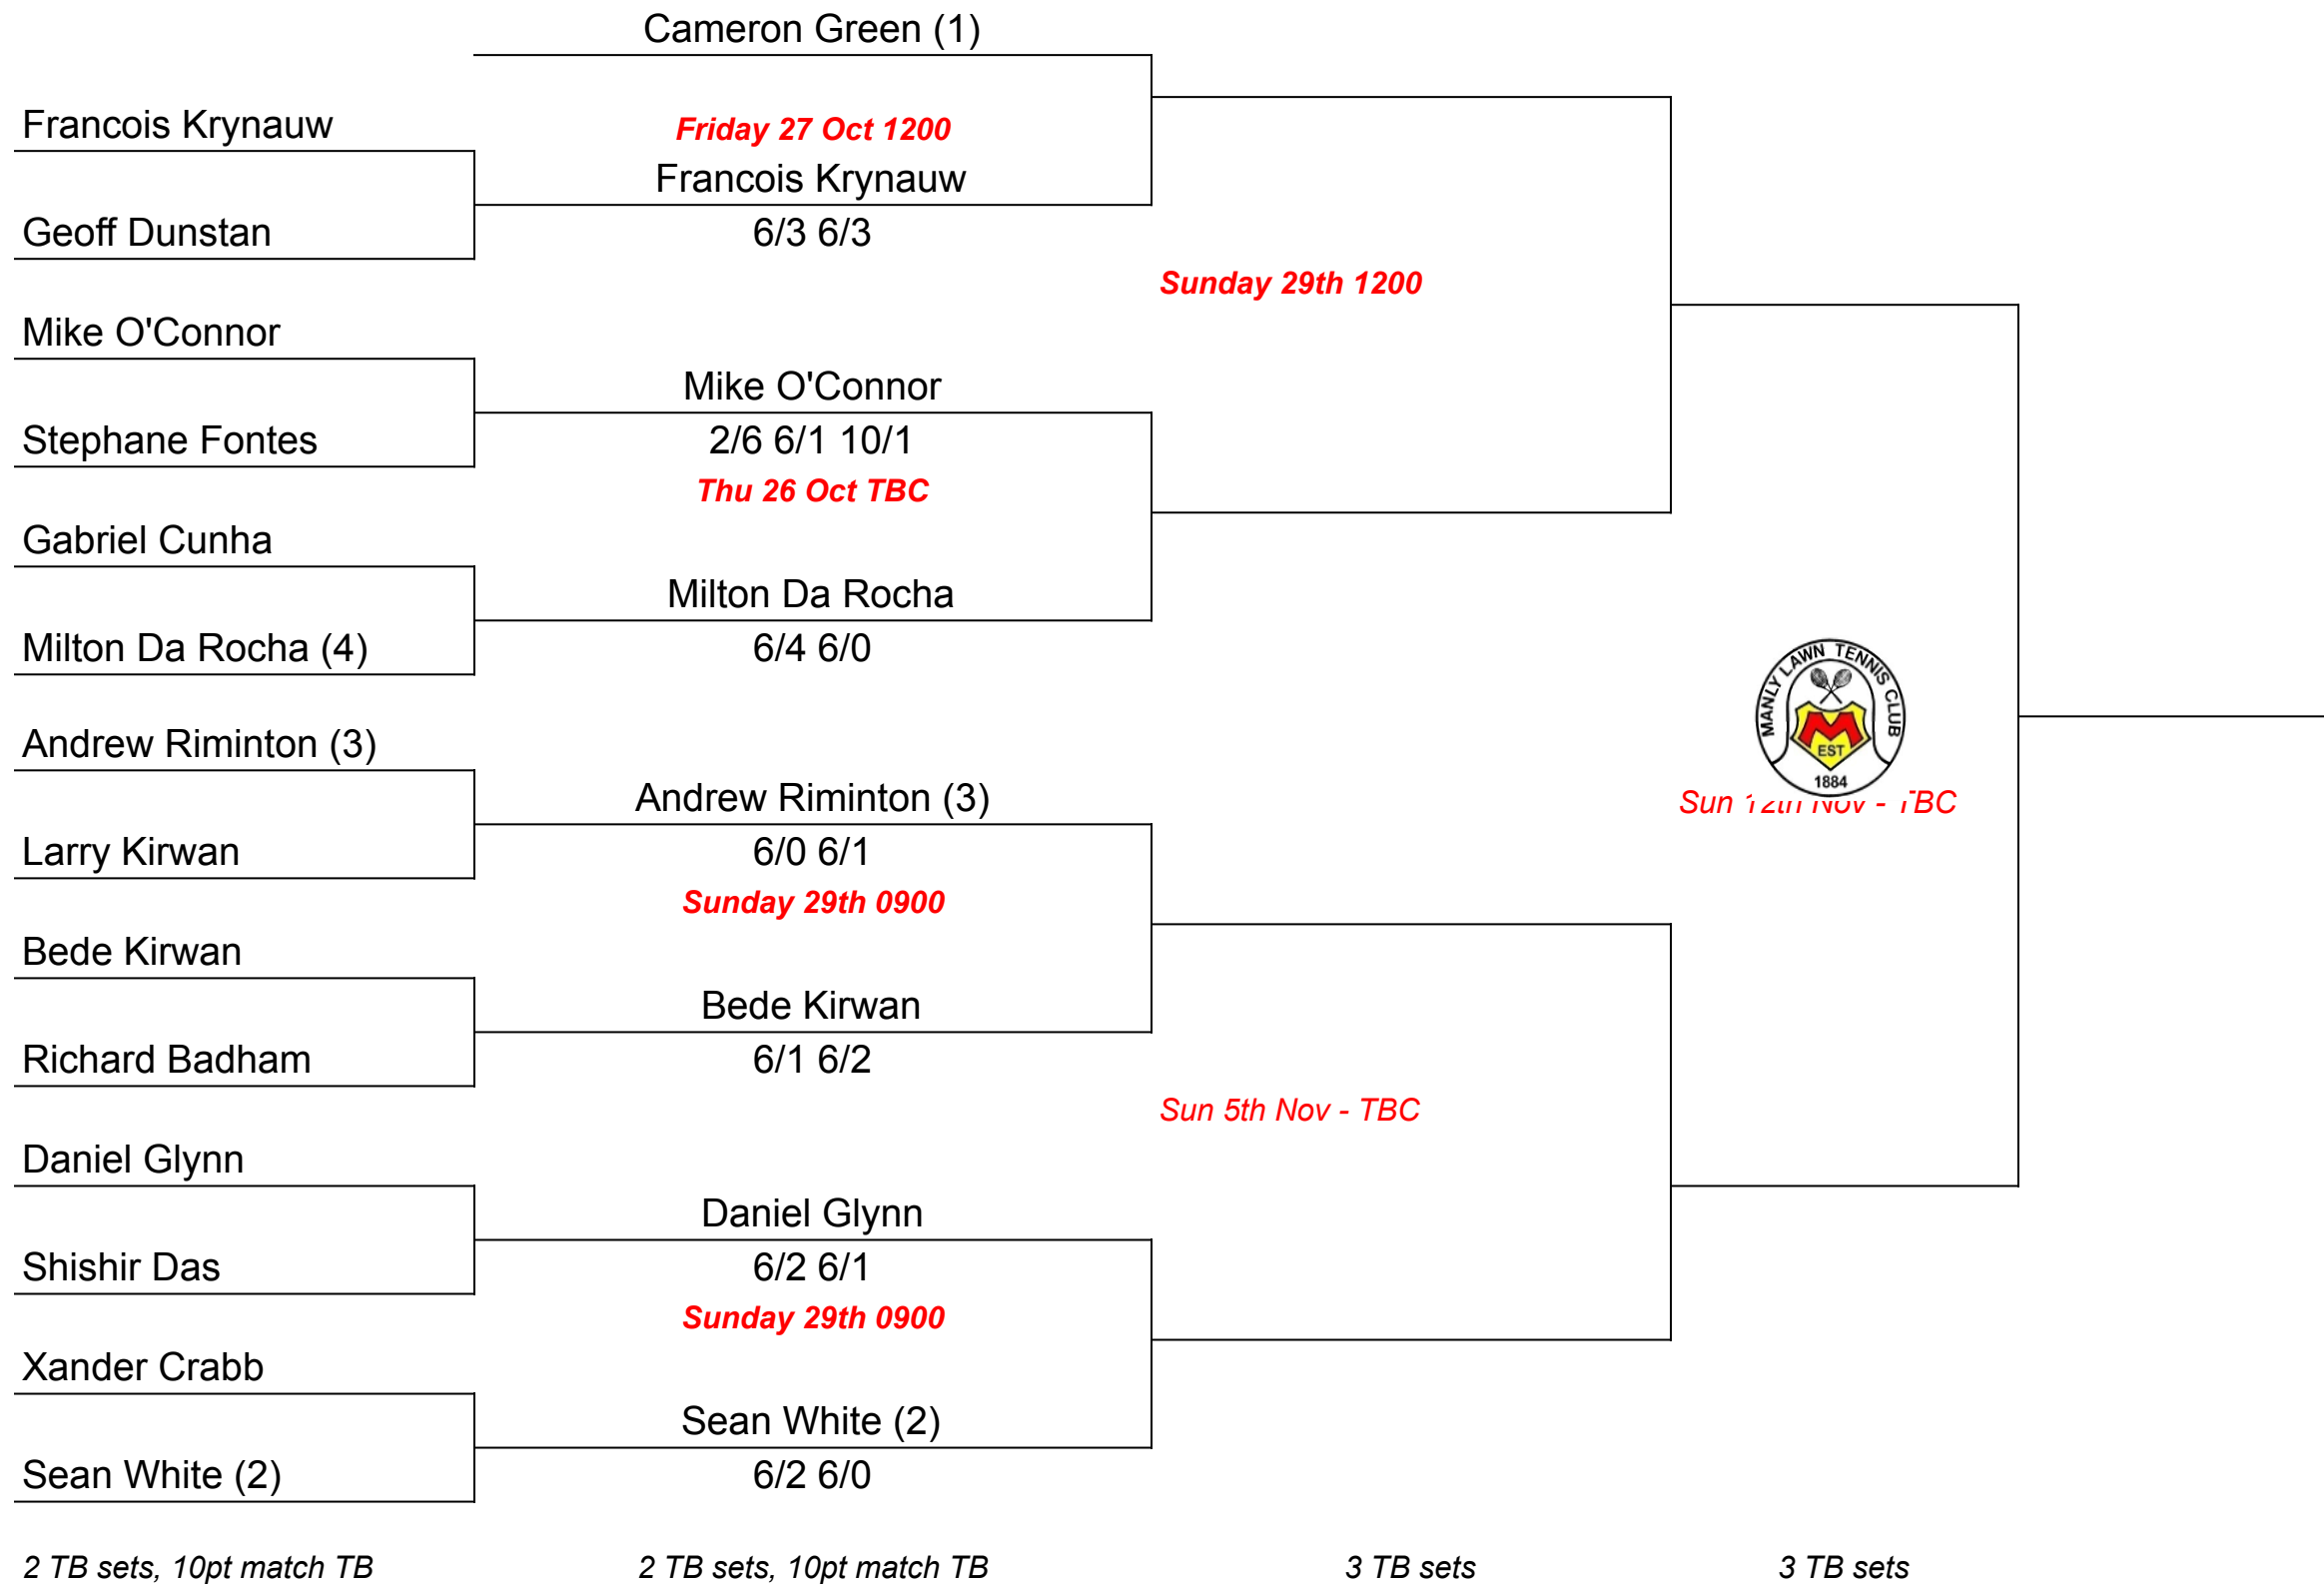 Cameron Green (1)
Francois Krynauw
Friday 27 Oct 1200
Francois Krynauw
Geoff Dunstan
6/3 6/3
Sunday 29th 1200
Mike O'Connor
Mike O'Connor
Stephane Fontes
2/6 6/1 10/1
Thu 26 Oct TBC
Gabriel Cunha
Milton Da Rocha
Milton Da Rocha (4)
6/4 6/0
MANLY LAWN TENNIS CLUB
M
EST
1884
Andrew Riminton (3)
Andrew Riminton (3)
Sun 12th Nov - TBC
Larry Kirwan
6/0 6/1
Sunday 29th 0900
Bede Kirwan
Bede Kirwan
Richard Badham
6/1 6/2
Sun 5th Nov - TBC
Daniel Glynn
Daniel Glynn
Shishir Das
6/2 6/1
Sunday 29th 0900
Xander Crabb
Sean White (2)
Sean White (2)
6/2 6/0
2 TB sets, 10pt match TB
2 TB sets, 10pt match TB
3 TB sets
3 TB sets